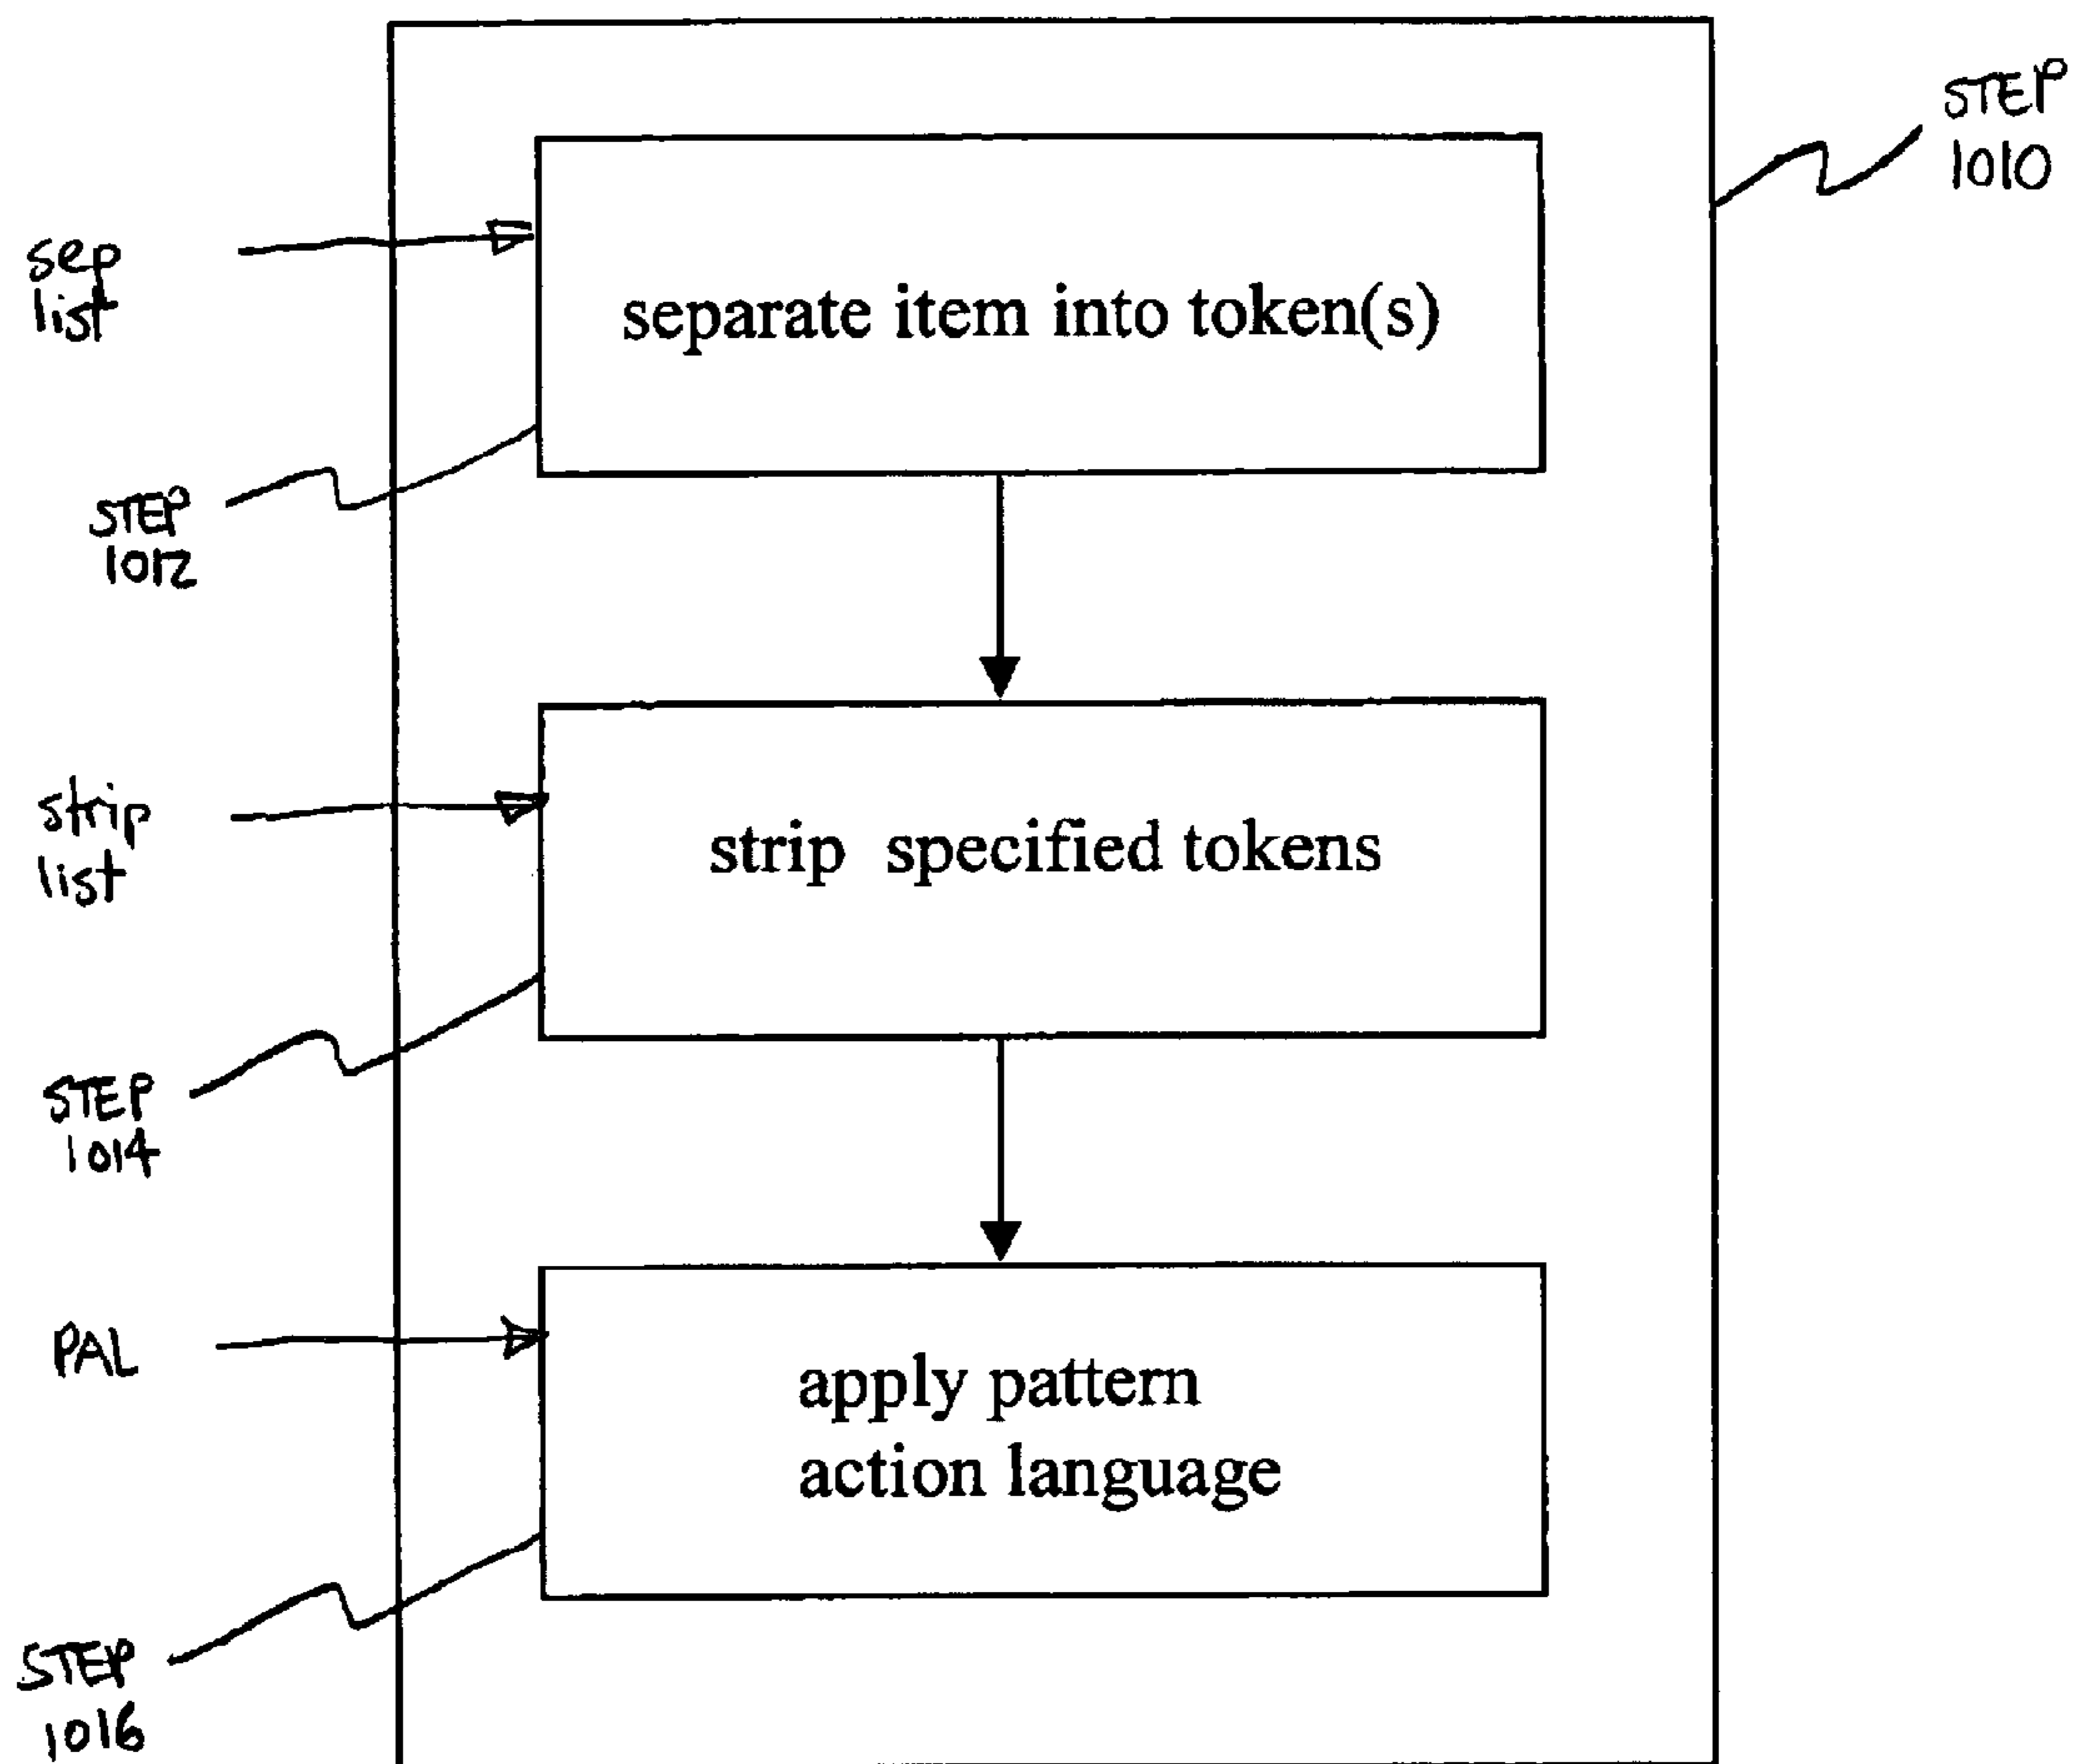 STEP
1010
sep
list
separate item into token(s)
STEP
1012
strip
list
strip specified tokens
STEP
1014
PAL
apply pattern
action language
STEP
1016